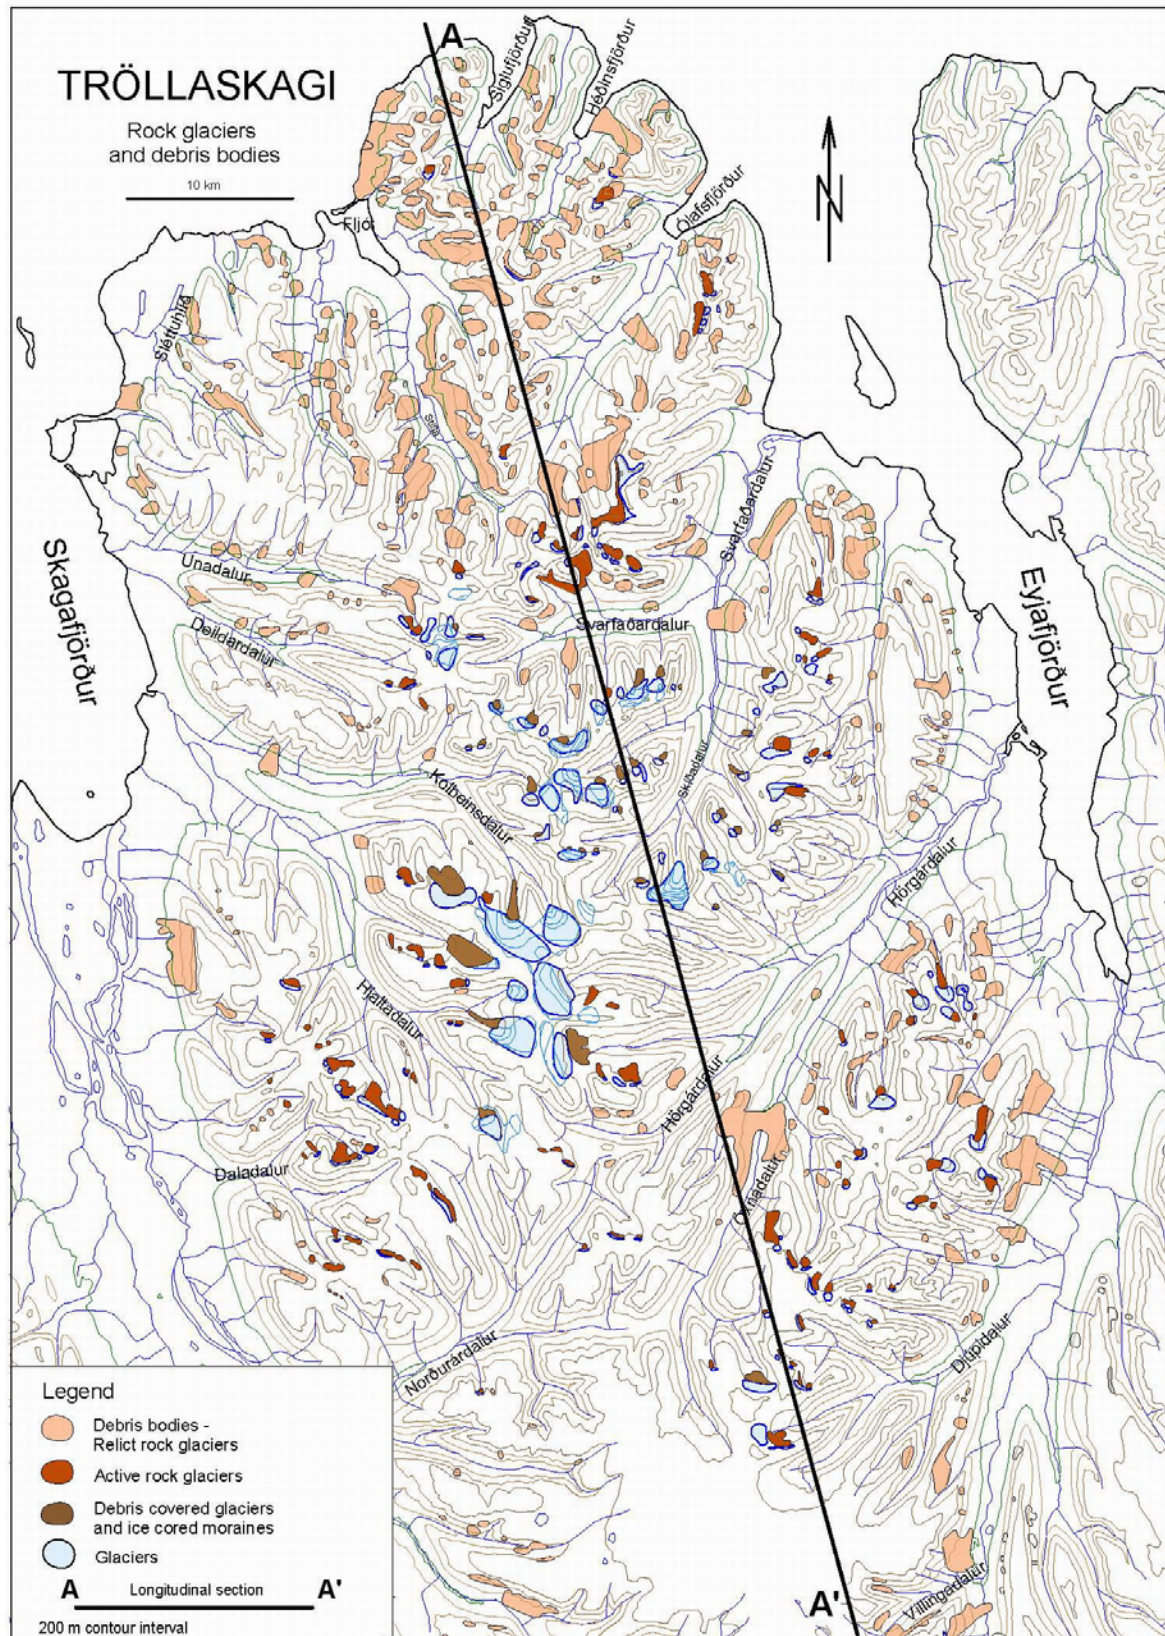 A
Siglufjörður
Héðinsfjörður
TRÖLLASKAGI
Rock glaciers
and debris bodies
10 km
N
Ólafsfjörður
Fljót
Sléttuhlíð
Stífla
Svarfaðardalur
Skagafjörður
Unadalur
Eyjafjörður
Deildardalur
Svarfaðardalur
Skíðadalur
Kolbeinsdalur
Hörgárdalur
Hjaltadalur
Hörgárdalur
Daladalur
Öxnadalur
Norðurárdalur
Djúpidalur
Legend
Debris bodies -
Relict rock glaciers
Active rock glaciers
Debris covered glaciers
and ice cored moraines
Glaciers
A Longitudinal section A'
200 m contour interval
A'
Villingadalur